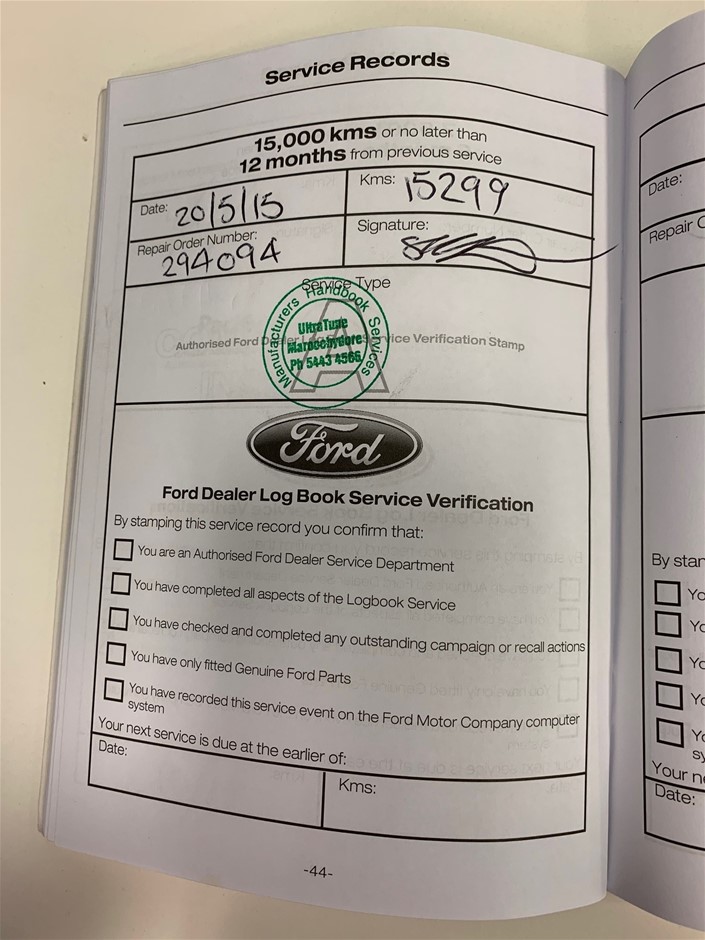 Service Records
15,000 kms or no later than
12 months from previous service
Date: 20/5/15
Kms: 15299
Repair Order Number:
294094
Signature:
Service Type
A
Authorised Ford Dealer Log Book Service Verification Stamp
Manufacturers Handbook Services
UltraTune
Maroochydore
Ph 5443 4566
Ford
Ford Dealer Log Book Service Verification
By stamping this service record you confirm that:
You are an Authorised Ford Dealer Service Department
You have completed all aspects of the Logbook Service
You have checked and completed any outstanding campaign or recall actions
You have only fitted Genuine Ford Parts
You have recorded this service event on the Ford Motor Company computer
system
Your next service is due at the earlier of:
Date:
Kms:
-44-
Date:
Repair O
By stan
Yo
Yo
Yo
Yo
Yo
sy
Your ne
Date: